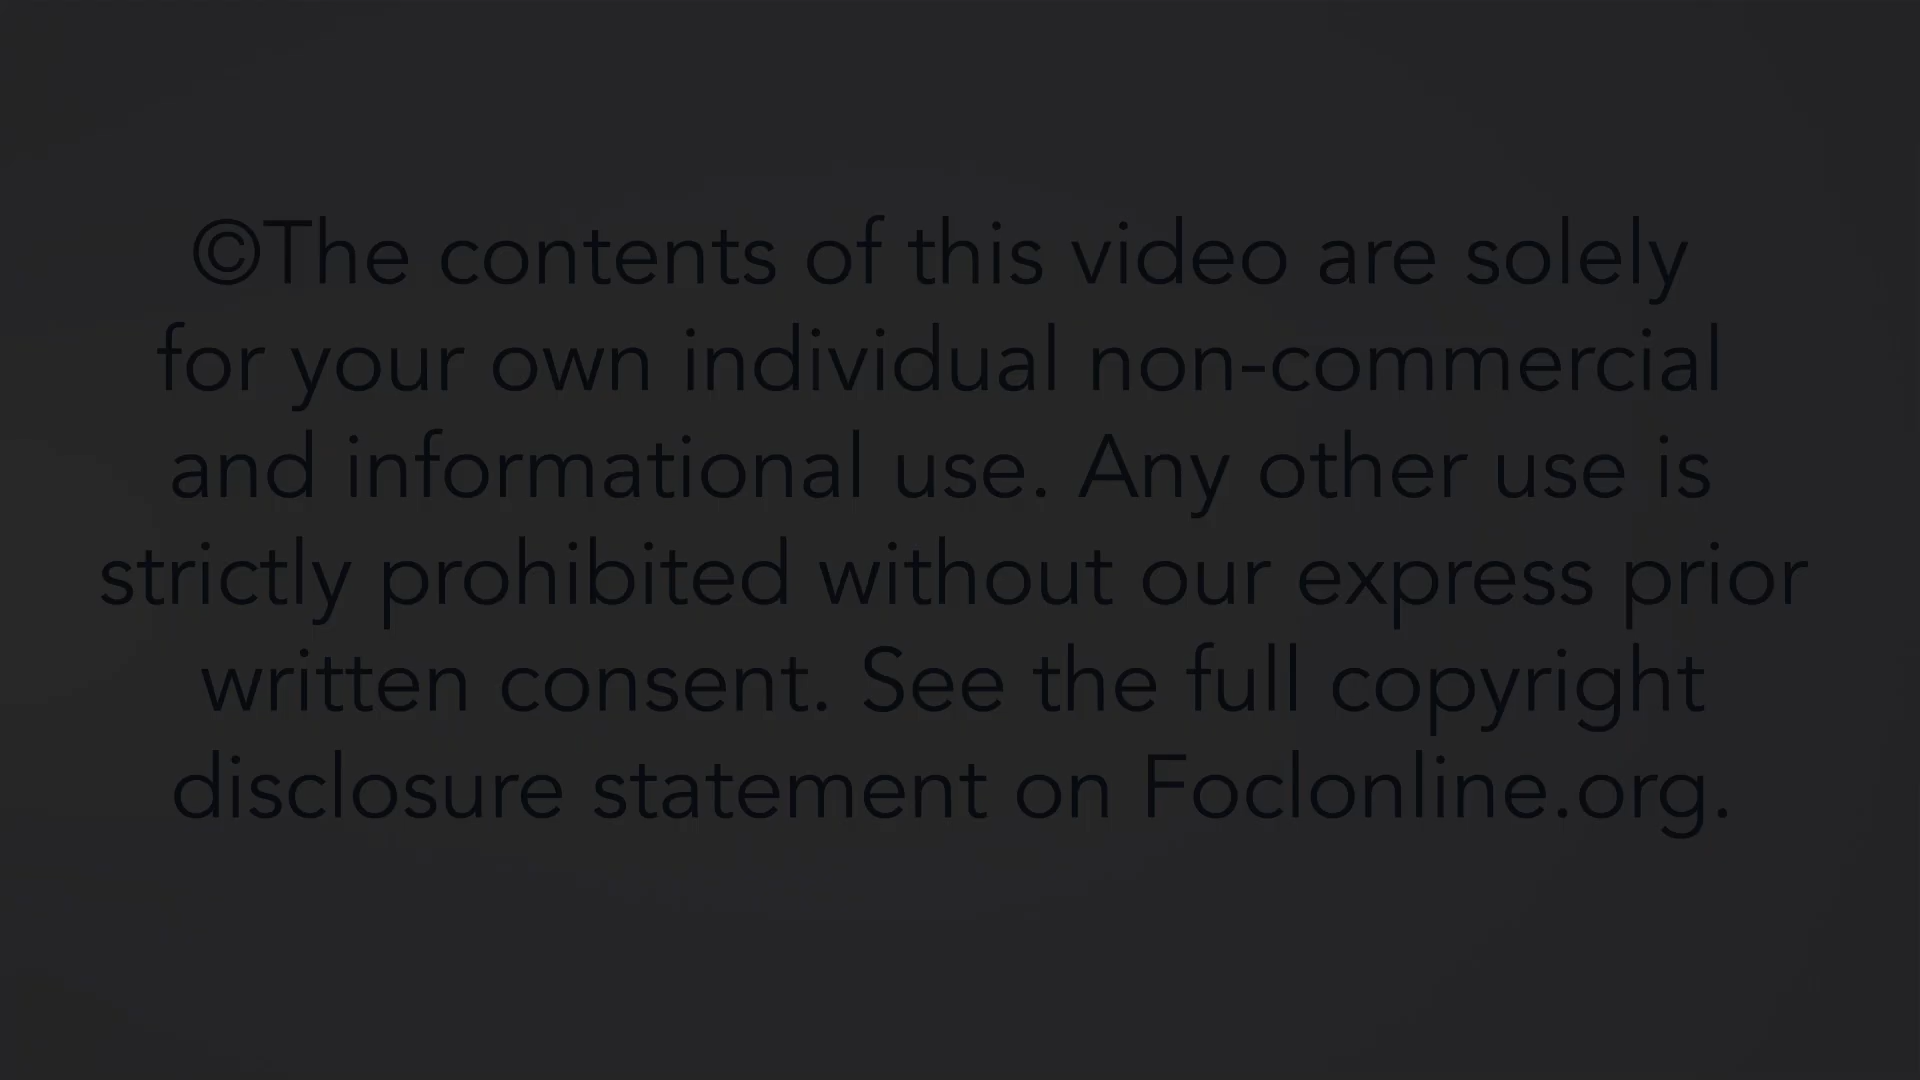 ©The contents of this video are solely
for your own individual non-commercial
and informational use. Any other use is
strictly prohibited without our express prior
written consent. See the full copyright
disclosure statement on Foclonline.org.